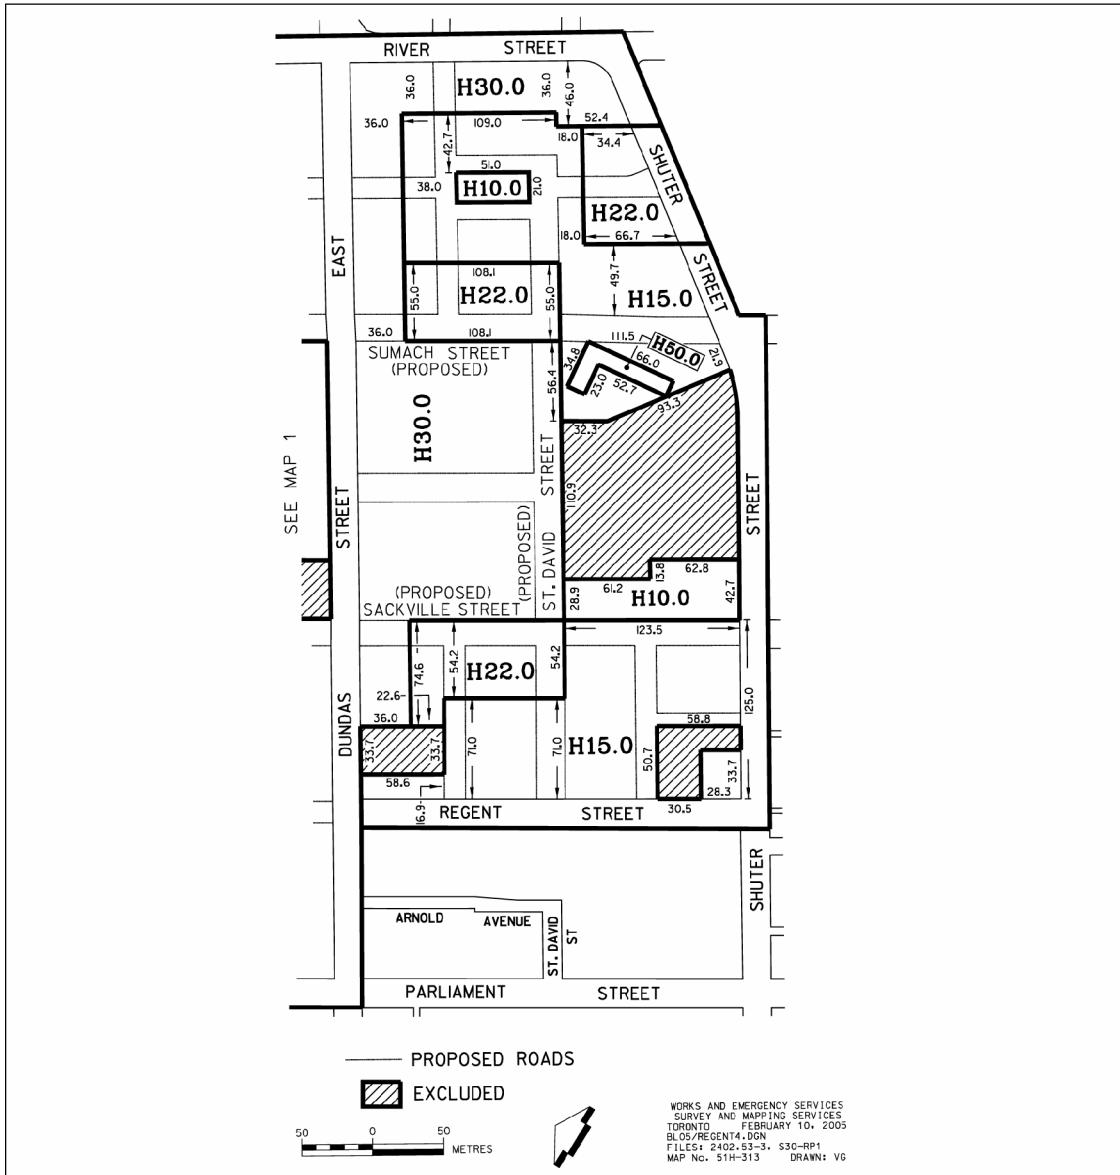 RIVER STREET
36.0
H30.0
36.0
46.0
36.0
109.0
52.4
18.0
34.4
42.7
SHUTER
51.0
38.0
H10.0
21.0
H22.0
18.0
66.7
EAST
STREET
108.1
49.7
55.0
H22.0
55.0
H15.0
36.0
108.1
111.5
H50.0
21.9
SUMACH STREET
(PROPOSED)
34.8
66.0
56.4
23.0
52.7
93.3
H30.0
32.3
SEE MAP 1
STREET
STREET
110.9
STREET
(PROPOSED)
ST. DAVID
13.8
62.8
(PROPOSED)
SACKVILLE STREET
28.9
61.2
H10.0
42.7
123.5
74.6
54.2
H22.0
54.2
125.0
22.6
36.0
58.8
DUNDAS
33.7
33.7
71.0
71.0
H15.0
50.7
33.7
58.6
28.3
16.9
30.5
REGENT STREET
SHUTER
ARNOLD AVENUE
ST. DAVID
ST
PARLIAMENT STREET
PROPOSED ROADS
EXCLUDED
50 0 50
METRES
WORKS AND EMERGENCY SERVICES
SURVEY AND MAPPING SERVICES
TORONTO FEBRUARY 10, 2005
BL05/REGENT4.DGN
FILES: 2402.53-3. S30-RP1
MAP No. 51H-313 DRAWN: VG